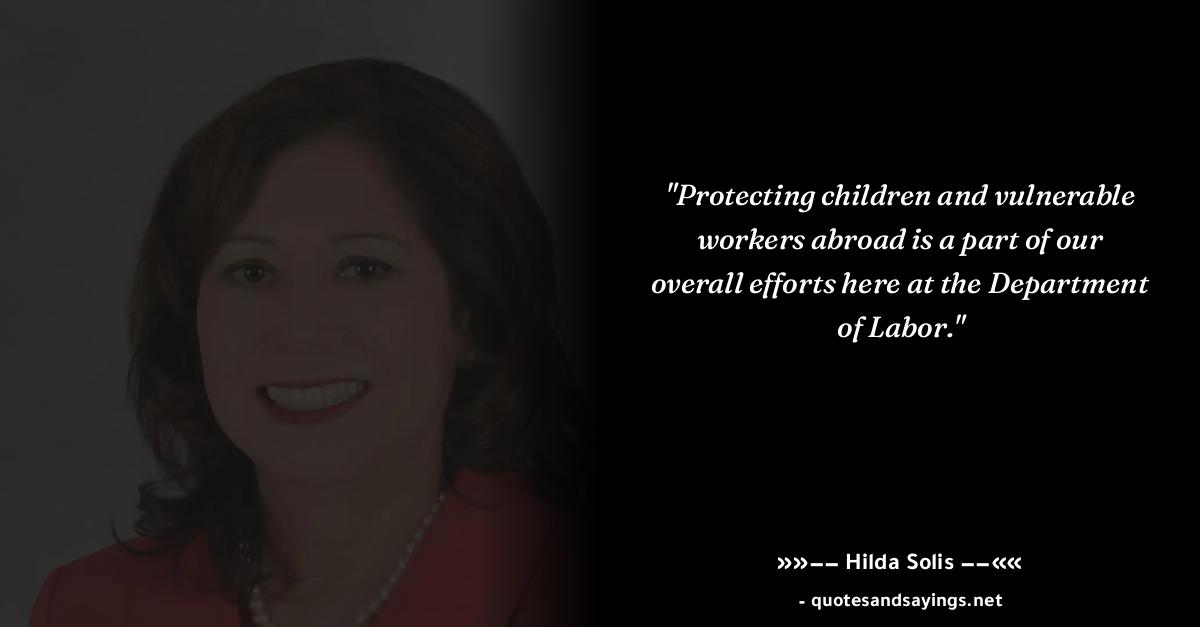 "Protecting children and vulnerable
workers abroad is a part of our
overall efforts here at the Department
of Labor."
»»–– Hilda Solis ––««
- quotesandsayings.net